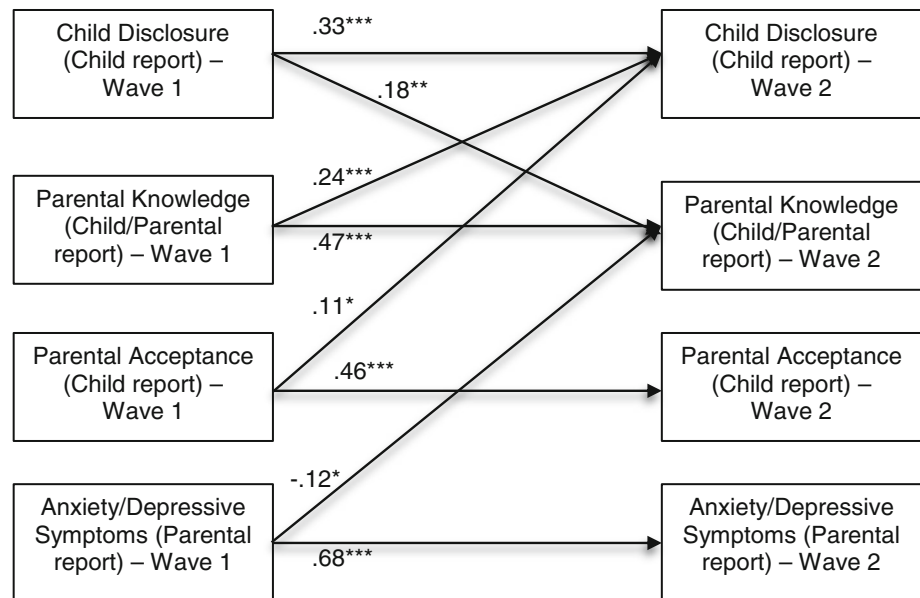 Child Disclosure
(Child report) –
Wave 1
.33***
Child Disclosure
(Child report) –
Wave 2
.18**
Parental Knowledge
(Child/Parental
report) – Wave 1
.24***
.47***
Parental Knowledge
(Child/Parental
report) – Wave 2
.11*
Parental Acceptance
(Child report) –
Wave 1
.46***
Parental Acceptance
(Child report) –
Wave 2
-.12*
Anxiety/Depressive
Symptoms (Parental
report) – Wave 1
.68***
Anxiety/Depressive
Symptoms (Parental
report) – Wave 2